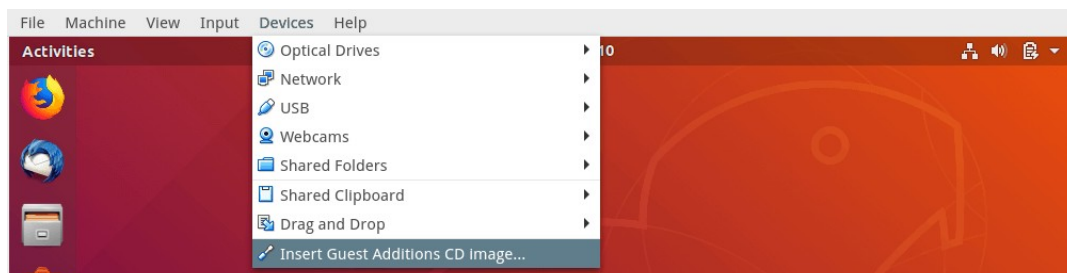 File Machine View Input Devices Help
Activities
10
Optical Drives
Network
USB
Webcams
Shared Folders
Shared Clipboard
Drag and Drop
Insert Guest Additions CD image...